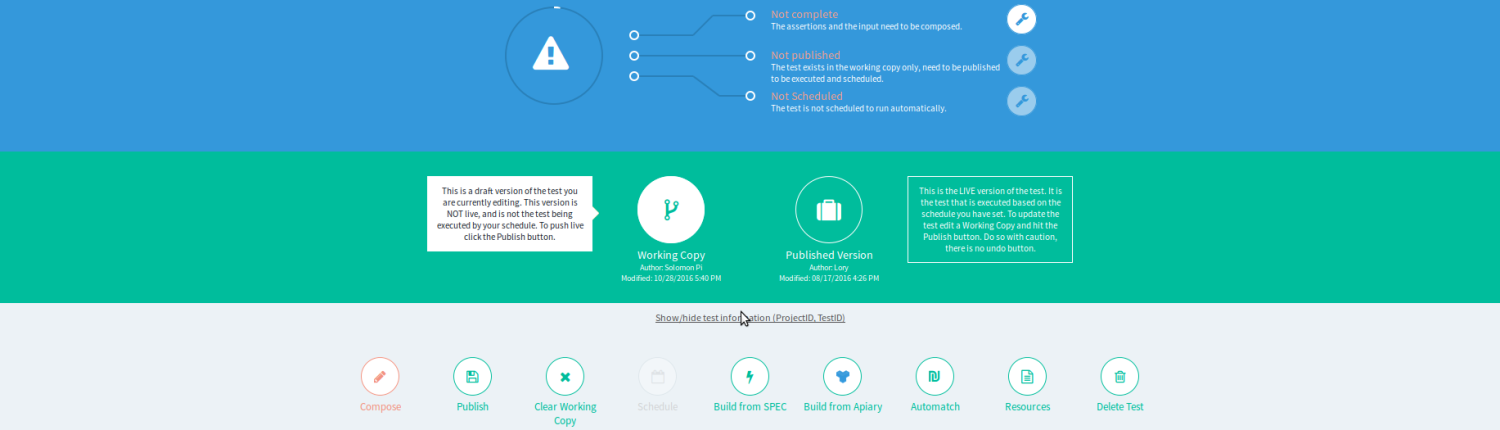 Not complete
The assertions and the input need to be composed.
Not published
The test exists in the working copy only, need to be published
to be executed and scheduled.
Not Scheduled
The test is not scheduled to run automatically.
This is a draft version of the test you
are currently editing. This version is
NOT live, and is not the test being
executed by your schedule. To push live
click the Publish button.
Working Copy
Author: Solomon Pi
Modified: 10/28/2016 5:40 PM
Published Version
Author: Lory
Modified: 08/17/2016 4:26 PM
This is the LIVE version of the test. It is
the test that is executed based on the
schedule you have set. To update the
test edit a Working Copy and hit the
Publish button. Do so with caution,
there is no undo button.
Show/hide test information (ProjectID, TestID)
Compose
Publish
Clear Working
Copy
Schedule
Build from SPEC
Build from Apiary
Automatch
Resources
Delete Test